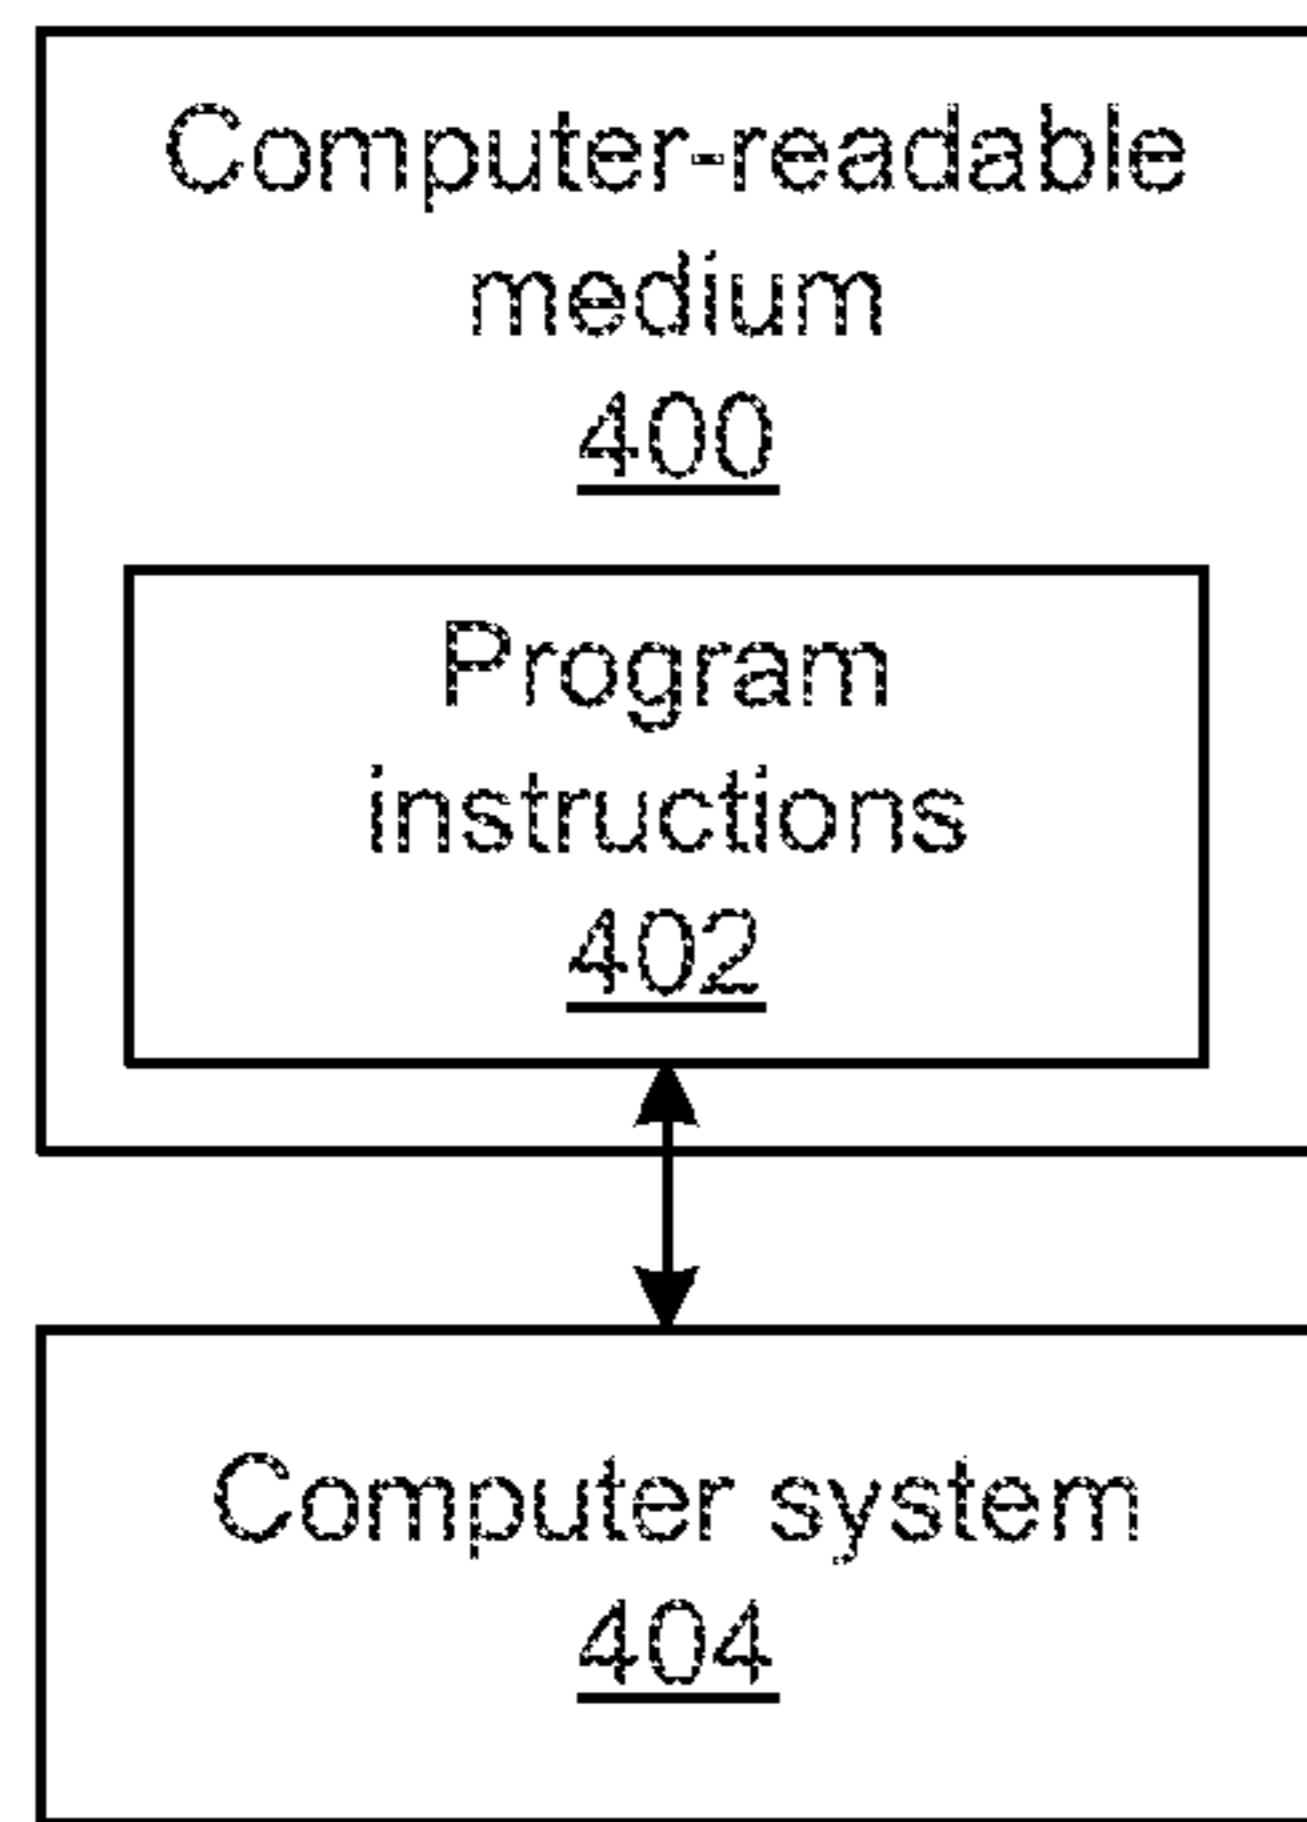 Computer-readable
medium
400
Program
instructions
402
Computer system
404